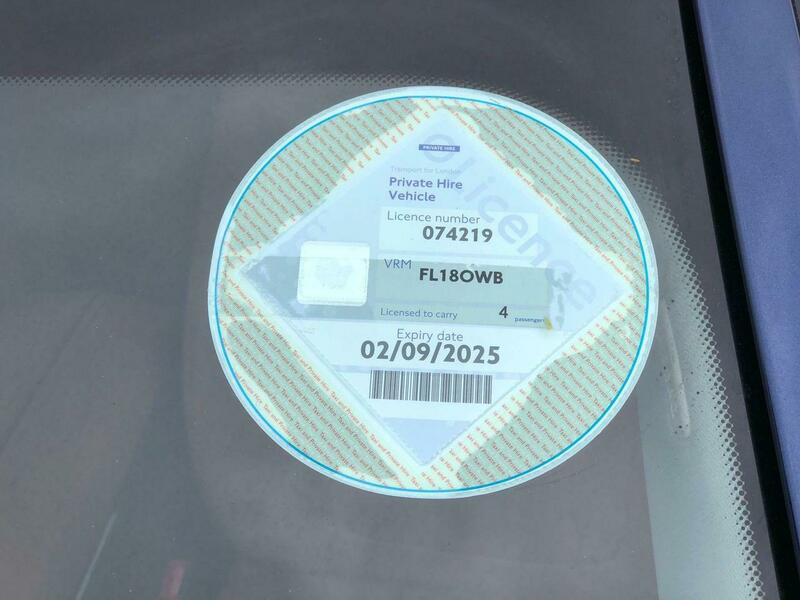 PRIVATE HIRE
Transport for London
Private Hire
Vehicle
Licence number
074219
VRM
FL18OWB
Licensed to carry 4 passengers
Expiry date
02/09/2025
licence